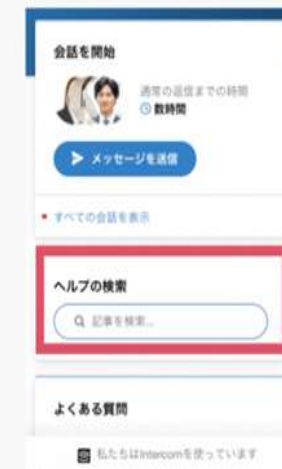 会話を開始
通常の返信までの時間
数時間
メッセージを送信
すべての会話を表示
ヘルプの検索
記事を検索...
よくある質問
私たちはIntercomを使っています